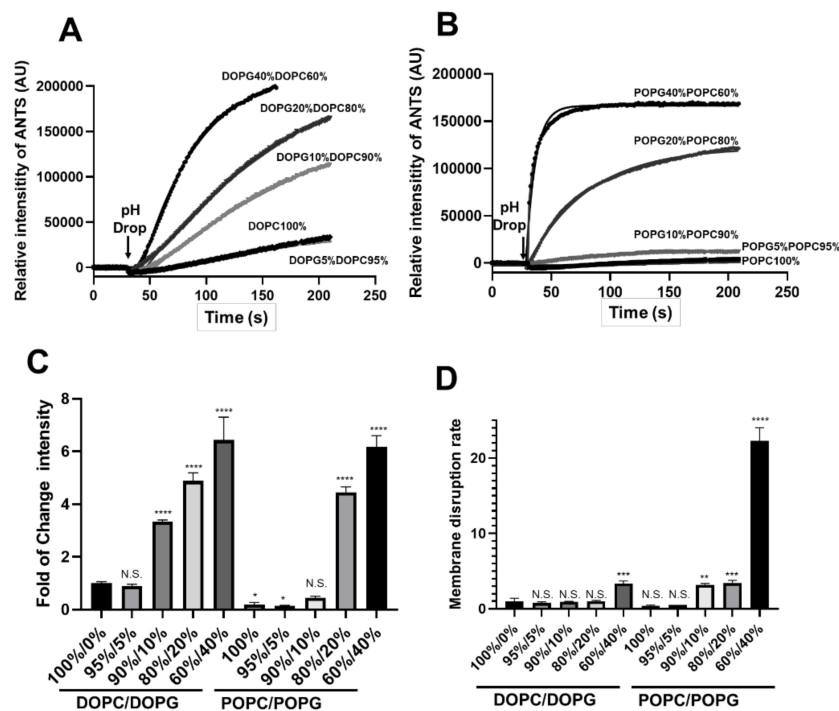 A
Relative intensity of ANTS (AU)
200000
150000
100000
50000
0
pH
Drop
DOPG40%DOPC60%
DOPG20%DOPC80%
DOPG10%DOPC90%
DOPC100%
DOPG5%DOPC95%
0 50 100 150 200 250
Time (s)
B
Relative intensitity of ANTS (AU)
200000
150000
100000
50000
0
pH
Drop
POPG40%POPC60%
POPG20%POPC80%
POPG10%POPC90%
POPG5%POPC95%
POPC100%
0 50 100 150 200 250
Time (s)
C
Fold of Change intensity
8
6
4
2
0
N.S.
****
****
****
*
*
N.S.
****
****
100%/0%
95%/5%
90%/10%
80%/20%
60%/40%
100%
95%/5%
90%/10%
80%/20%
60%/40%
DOPC/DOPG
POPC/POPG
D
Membrane disruption rate
20
10
0
N.S.
N.S.
N.S.
***
N.S.
N.S.
**
***
****
100%/0%
95%/5%
90%/10%
80%/20%
60%/40%
100%
95%/5%
90%/10%
80%/20%
60%/40%
DOPC/DOPG
POPC/POPG